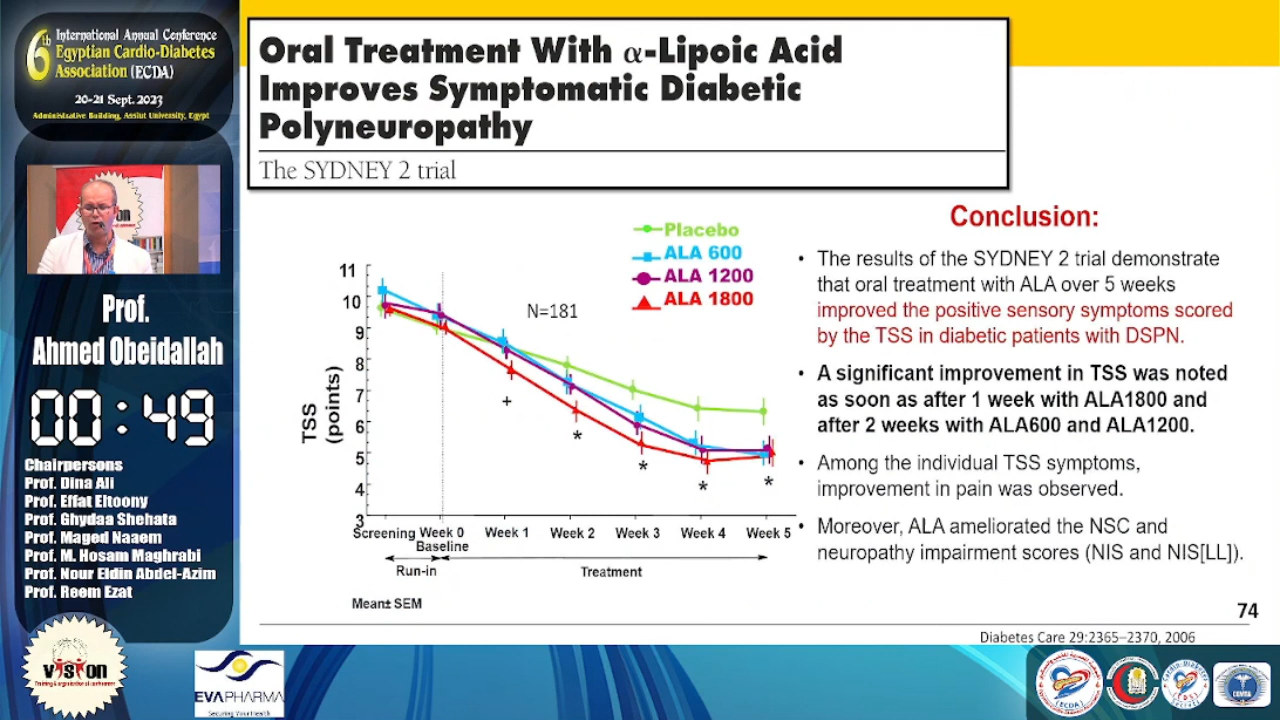 6th International Annual Conference
Egyptian Cardio-Diabetes
Association (ECDA)
20-21 Sept. 2023
Administrative Building, Assiut University, Egypt
Prof.
Ahmed Obeidallah
00:49
Chairpersons
Prof. Dina Ali
Prof. Effat Eltoony
Prof. Ghydaa Shehata
Prof. Maged Naaem
Prof. M. Hosam Maghrabi
Prof. Nour Eldin Abdel-Azim
Prof. Reem Ezat
Oral Treatment With α-Lipoic Acid
Improves Symptomatic Diabetic
Polyneuropathy
The SYDNEY 2 trial
Placebo
ALA 600
ALA 1200
ALA 1800
N=181
TSS
(points)
11
10
9
8
7
6
5
4
3
+
*
*
*
*
Screening Week 0 Week 1 Week 2 Week 3 Week 4 Week 5
Baseline
Run-in Treatment
Mean± SEM
Conclusion:
• The results of the SYDNEY 2 trial demonstrate
that oral treatment with ALA over 5 weeks
improved the positive sensory symptoms scored
by the TSS in diabetic patients with DSPN.
• A significant improvement in TSS was noted
as soon as after 1 week with ALA1800 and
after 2 weeks with ALA600 and ALA1200.
• Among the individual TSS symptoms,
improvement in pain was observed.
• Moreover, ALA ameliorated the NSC and
neuropathy impairment scores (NIS and NIS[LL]).
74
Diabetes Care 29:2365–2370, 2006
vision
Training & organizational conferences
EVAPHARMA
Securing Your Health
(ECDA)